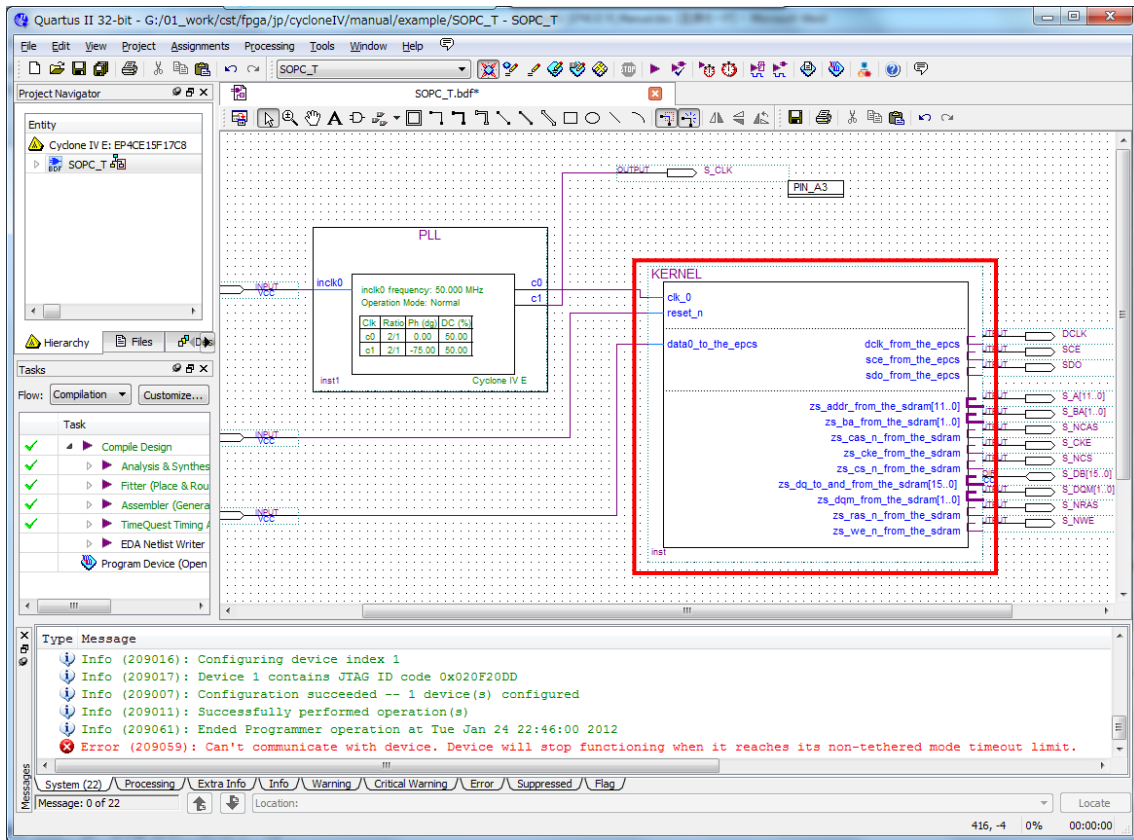 Quartus II 32-bit - G:/01_work/cst/fpga/jp/cycloneIV/manual/example/SOPC_T - SOPC_T
File Edit View Project Assignments Processing Tools Window Help
SOPC_T
Project Navigator
SOPC_T.bdf*
Entity
Cyclone IV E: EP4CE15F17C8
SOPC_T
Hierarchy Files
Tasks
Flow: Compilation Customize...
Task
Compile Design
Analysis & Synthes
Fitter (Place & Rou
Assembler (Genera
TimeQuest Timing A
EDA Netlist Writer
Program Device (Open
OUTPUT S_CLK
PIN_A3
PLL
INPUT
VCC
inclk0
c0
c1
inclk0 frequency: 50.000 MHz
Operation Mode: Normal
Clk Ratio Ph (dg) DC (%)
c0 2/1 0.00 50.00
c1 2/1 -75.00 50.00
inst1 Cyclone IV E
INPUT
VCC
INPUT
VCC
KERNEL
clk_0
reset_n
data0_to_the_epcs
dclk_from_the_epcs
sce_from_the_epcs
sdo_from_the_epcs
zs_addr_from_the_sdram[11..0]
zs_ba_from_the_sdram[1..0]
zs_cas_n_from_the_sdram
zs_cke_from_the_sdram
zs_cs_n_from_the_sdram
zs_dq_to_and_from_the_sdram[15..0]
zs_dqm_from_the_sdram[1..0]
zs_ras_n_from_the_sdram
zs_we_n_from_the_sdram
inst
DCLK
SCE
SDO
S_A[11..0]
S_BA[1..0]
S_NCAS
S_CKE
S_NCS
S_DB[15..0]
S_DQM[1..0]
S_NRAS
S_NWE
Type Message
Info (209016): Configuring device index 1
Info (209017): Device 1 contains JTAG ID code 0x020F20DD
Info (209007): Configuration succeeded -- 1 device(s) configured
Info (209011): Successfully performed operation(s)
Info (209061): Ended Programmer operation at Tue Jan 24 22:46:00 2012
Error (209059): Can't communicate with device. Device will stop functioning when it reaches its non-tethered mode timeout limit.
System (22) Processing Extra Info Info Warning Critical Warning Error Suppressed Flag
Messages
Message: 0 of 22 Location: Locate
416, -4 0% 00:00:00